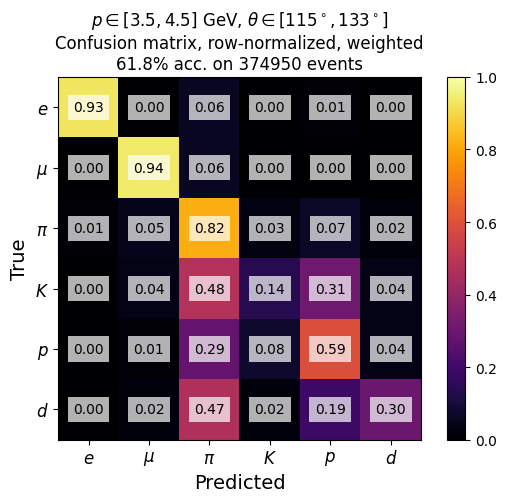 p ∈ [3.5, 4.5] GeV, θ ∈ [115°, 133°]
Confusion matrix, row-normalized, weighted
61.8% acc. on 374950 events
e 0.93 0.00 0.06 0.00 0.01 0.00
μ 0.00 0.94 0.06 0.00 0.00 0.00
π 0.01 0.05 0.82 0.03 0.07 0.02
K 0.00 0.04 0.48 0.14 0.31 0.04
p 0.00 0.01 0.29 0.08 0.59 0.04
d 0.00 0.02 0.47 0.02 0.19 0.30
e μ π K p d
True
Predicted
1.0
0.8
0.6
0.4
0.2
0.0